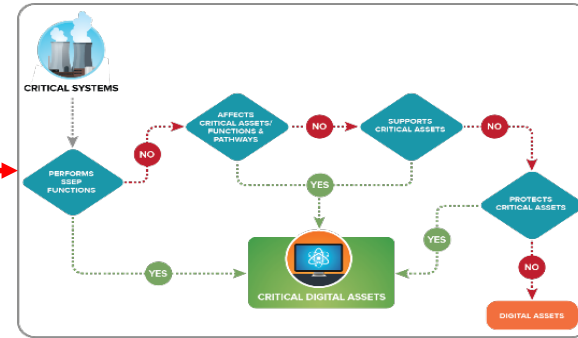 CRITICAL SYSTEMS
AFFECTS
CRITICAL ASSETS/
FUNCTIONS &
PATHWAYS
NO
SUPPORTS
CRITICAL ASSETS
NO
NO
PERFORMS
SSEP
FUNCTIONS
YES
PROTECTS
CRITICAL ASSETS
YES
YES
NO
CRITICAL DIGITAL ASSETS
DIGITAL ASSETS